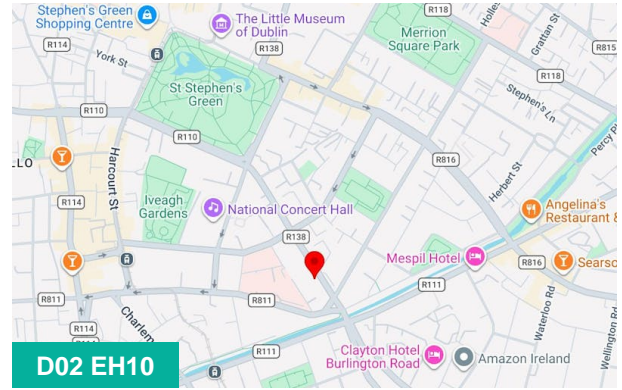 Stephen's Green
Shopping Centre
The Little Museum
of Dublin
R118
Holles
Grattan St
R114
R138
Merrion
Square Park
R815
York St
R118
St Stephen's
Green
Stephen's Ln
R110
R110
R816
Percy Pl
LLO
Harcourt St
Herbert St
R114
Iveagh
Gardens
National Concert Hall
Angelina's
Restaurant &
R138
Mespil Hotel
R816
Searson
R811
R811
R111
Waterloo Rd
Wellington Rd
R114
R114
Charlem
R111
Clayton Hotel
Burlington Road
Amazon Ireland
D02 EH10